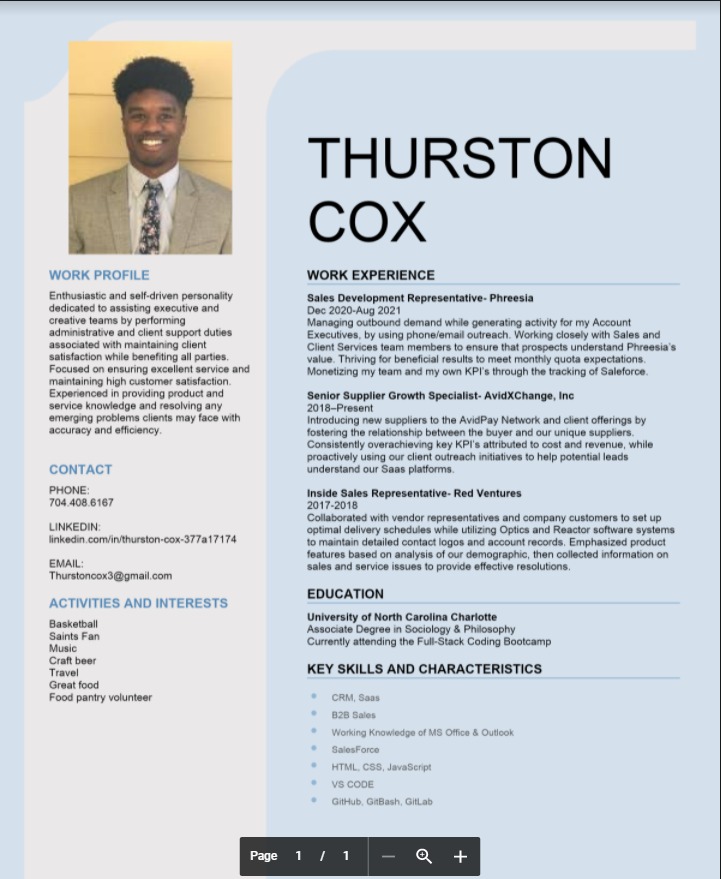 THURSTON
COX
WORK PROFILE
Enthusiastic and self-driven personality
dedicated to assisting executive and
creative teams by performing
administrative and client support duties
associated with maintaining client
satisfaction while benefiting all parties.
Focused on ensuring excellent service and
maintaining high customer satisfaction.
Experienced in providing product and
service knowledge and resolving any
emerging problems clients may face with
accuracy and efficiency.
CONTACT
PHONE:
704.408.6167
LINKEDIN:
linkedin.com/in/thurston-cox-377a17174
EMAIL:
Thurstoncox3@gmail.com
ACTIVITIES AND INTERESTS
Basketball
Saints Fan
Music
Craft beer
Travel
Great food
Food pantry volunteer
WORK EXPERIENCE
Sales Development Representative- Phreesia
Dec 2020-Aug 2021
Managing outbound demand while generating activity for my Account
Executives, by using phone/email outreach. Working closely with Sales and
Client Services team members to ensure that prospects understand Phreesia's
value. Thriving for beneficial results to meet monthly quota expectations.
Monetizing my team and my own KPI's through the tracking of Saleforce.
Senior Supplier Growth Specialist- AvidXChange, Inc
2018–Present
Introducing new suppliers to the AvidPay Network and client offerings by
fostering the relationship between the buyer and our unique suppliers.
Consistently overachieving key KPI's attributed to cost and revenue, while
proactively using our client outreach initiatives to help potential leads
understand our Saas platforms.
Inside Sales Representative- Red Ventures
2017-2018
Collaborated with vendor representatives and company customers to set up
optimal delivery schedules while utilizing Optics and Reactor software systems
to maintain detailed contact logos and account records. Emphasized product
features based on analysis of our demographic, then collected information on
sales and service issues to provide effective resolutions.
EDUCATION
University of North Carolina Charlotte
Associate Degree in Sociology & Philosophy
Currently attending the Full-Stack Coding Bootcamp
KEY SKILLS AND CHARACTERISTICS
CRM, Saas
B2B Sales
Working Knowledge of MS Office & Outlook
SalesForce
HTML, CSS, JavaScript
VS CODE
GitHub, GitBash, GitLab
Page 1 / 1